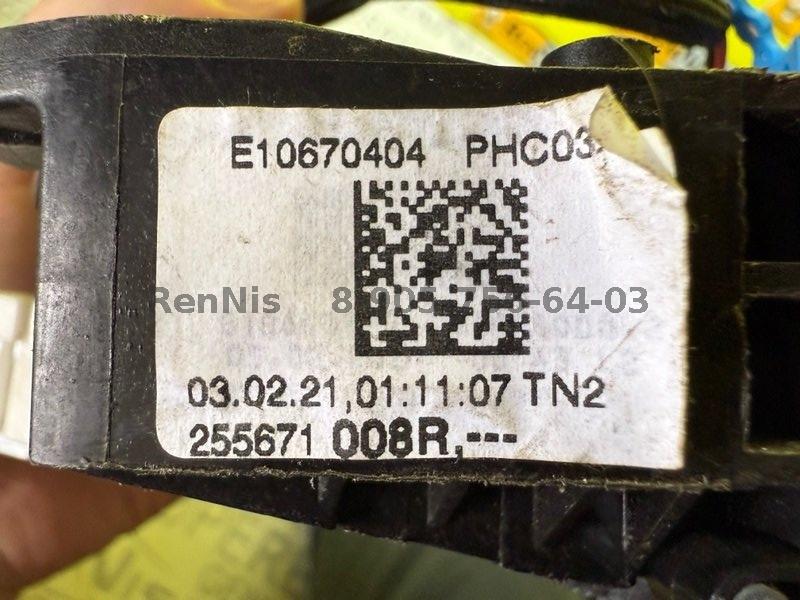 E10670404 PHC03
RenNis
03.02.21,01:11:07 TN2
255671 008R,---